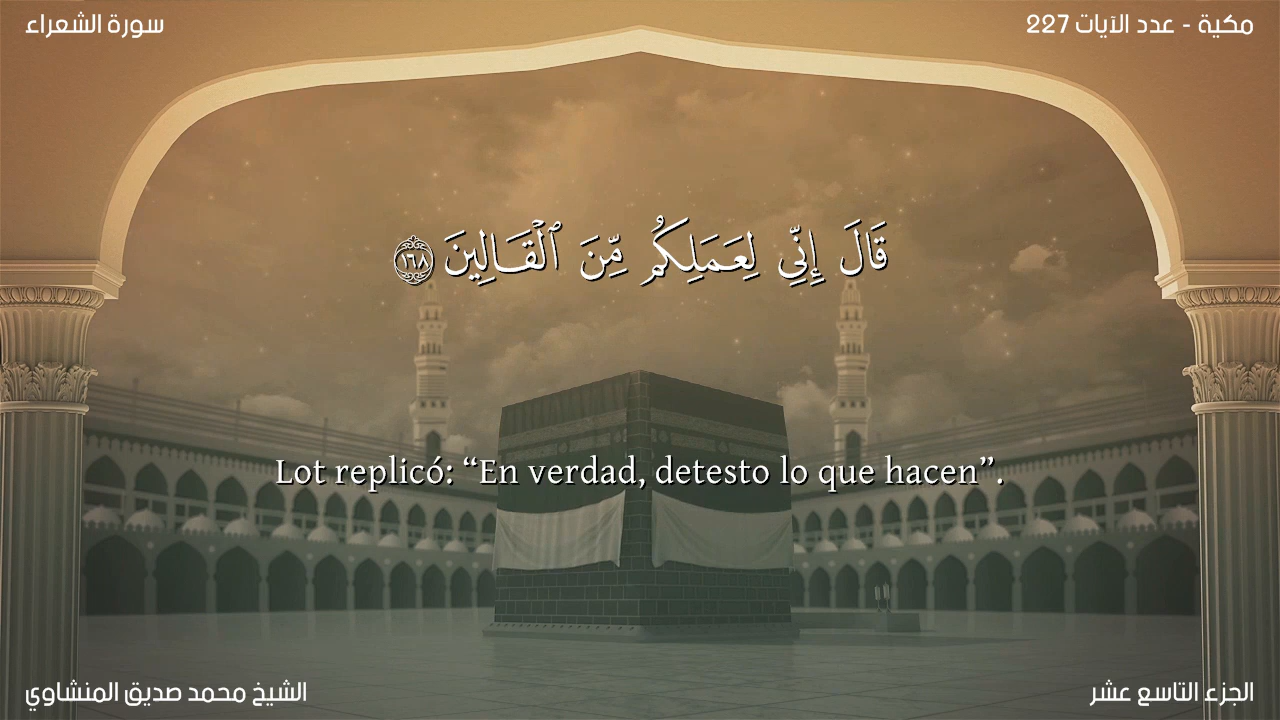 سورة الشعراء
مكية - عدد الآيات 227
قَالَ إِنِّي لِعَمَلِكُم مِّنَ ٱلْقَالِينَ ١٦٨
Lot replicó: “En verdad, detesto lo que hacen”.
الشيخ محمد صديق المنشاوي
الجزء التاسع عشر